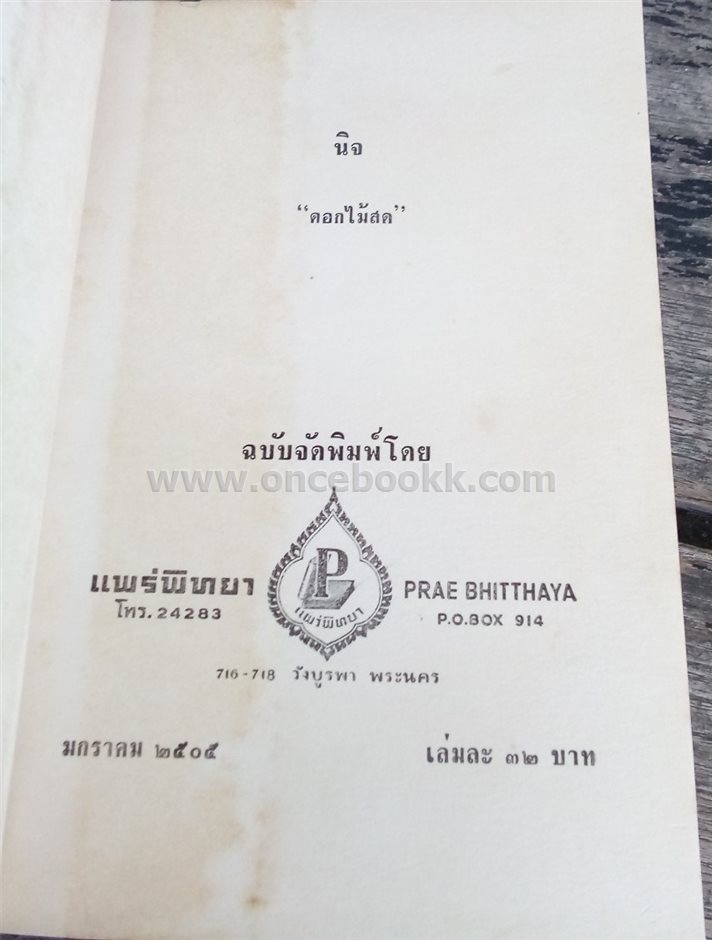 นิจ
“ดอกไม้สด”
ฉบับจัดพิมพ์โดย
www.oncebookk.com
P
แพร่พิทยา
แพร่พิทยา
โทร. 24283
PRAE BHITTHAYA
P.O.BOX 914
716-718 วังบูรพา พระนคร
มกราคม ๒๕๐๕
เล่มละ ๓๒ บาท